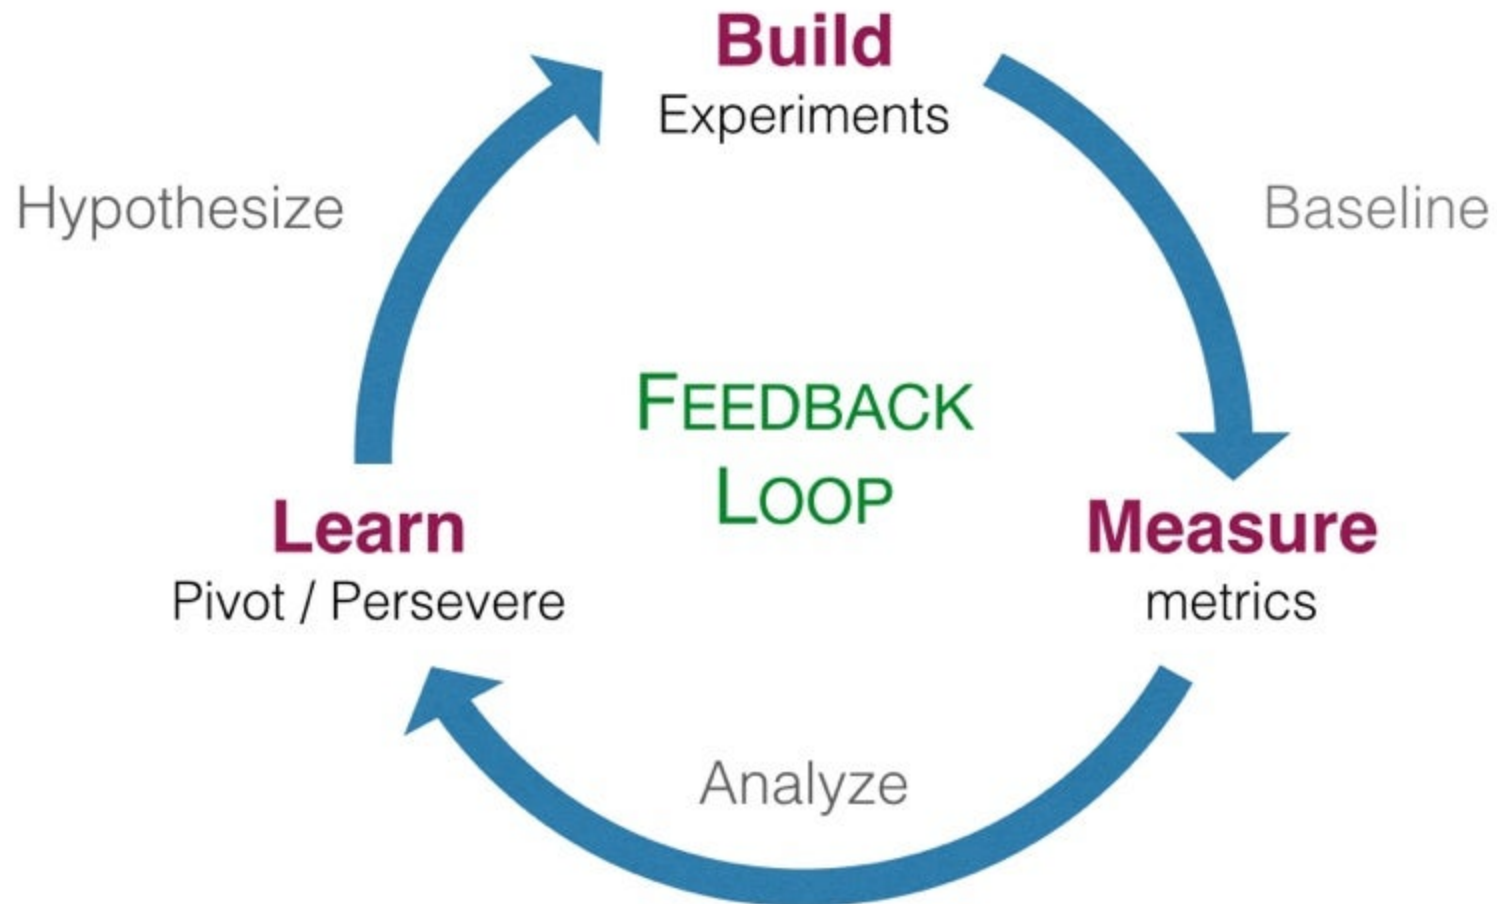 Build
Experiments
Hypothesize
Baseline
FEEDBACK
LOOP
Learn
Pivot / Persevere
Measure
metrics
Analyze